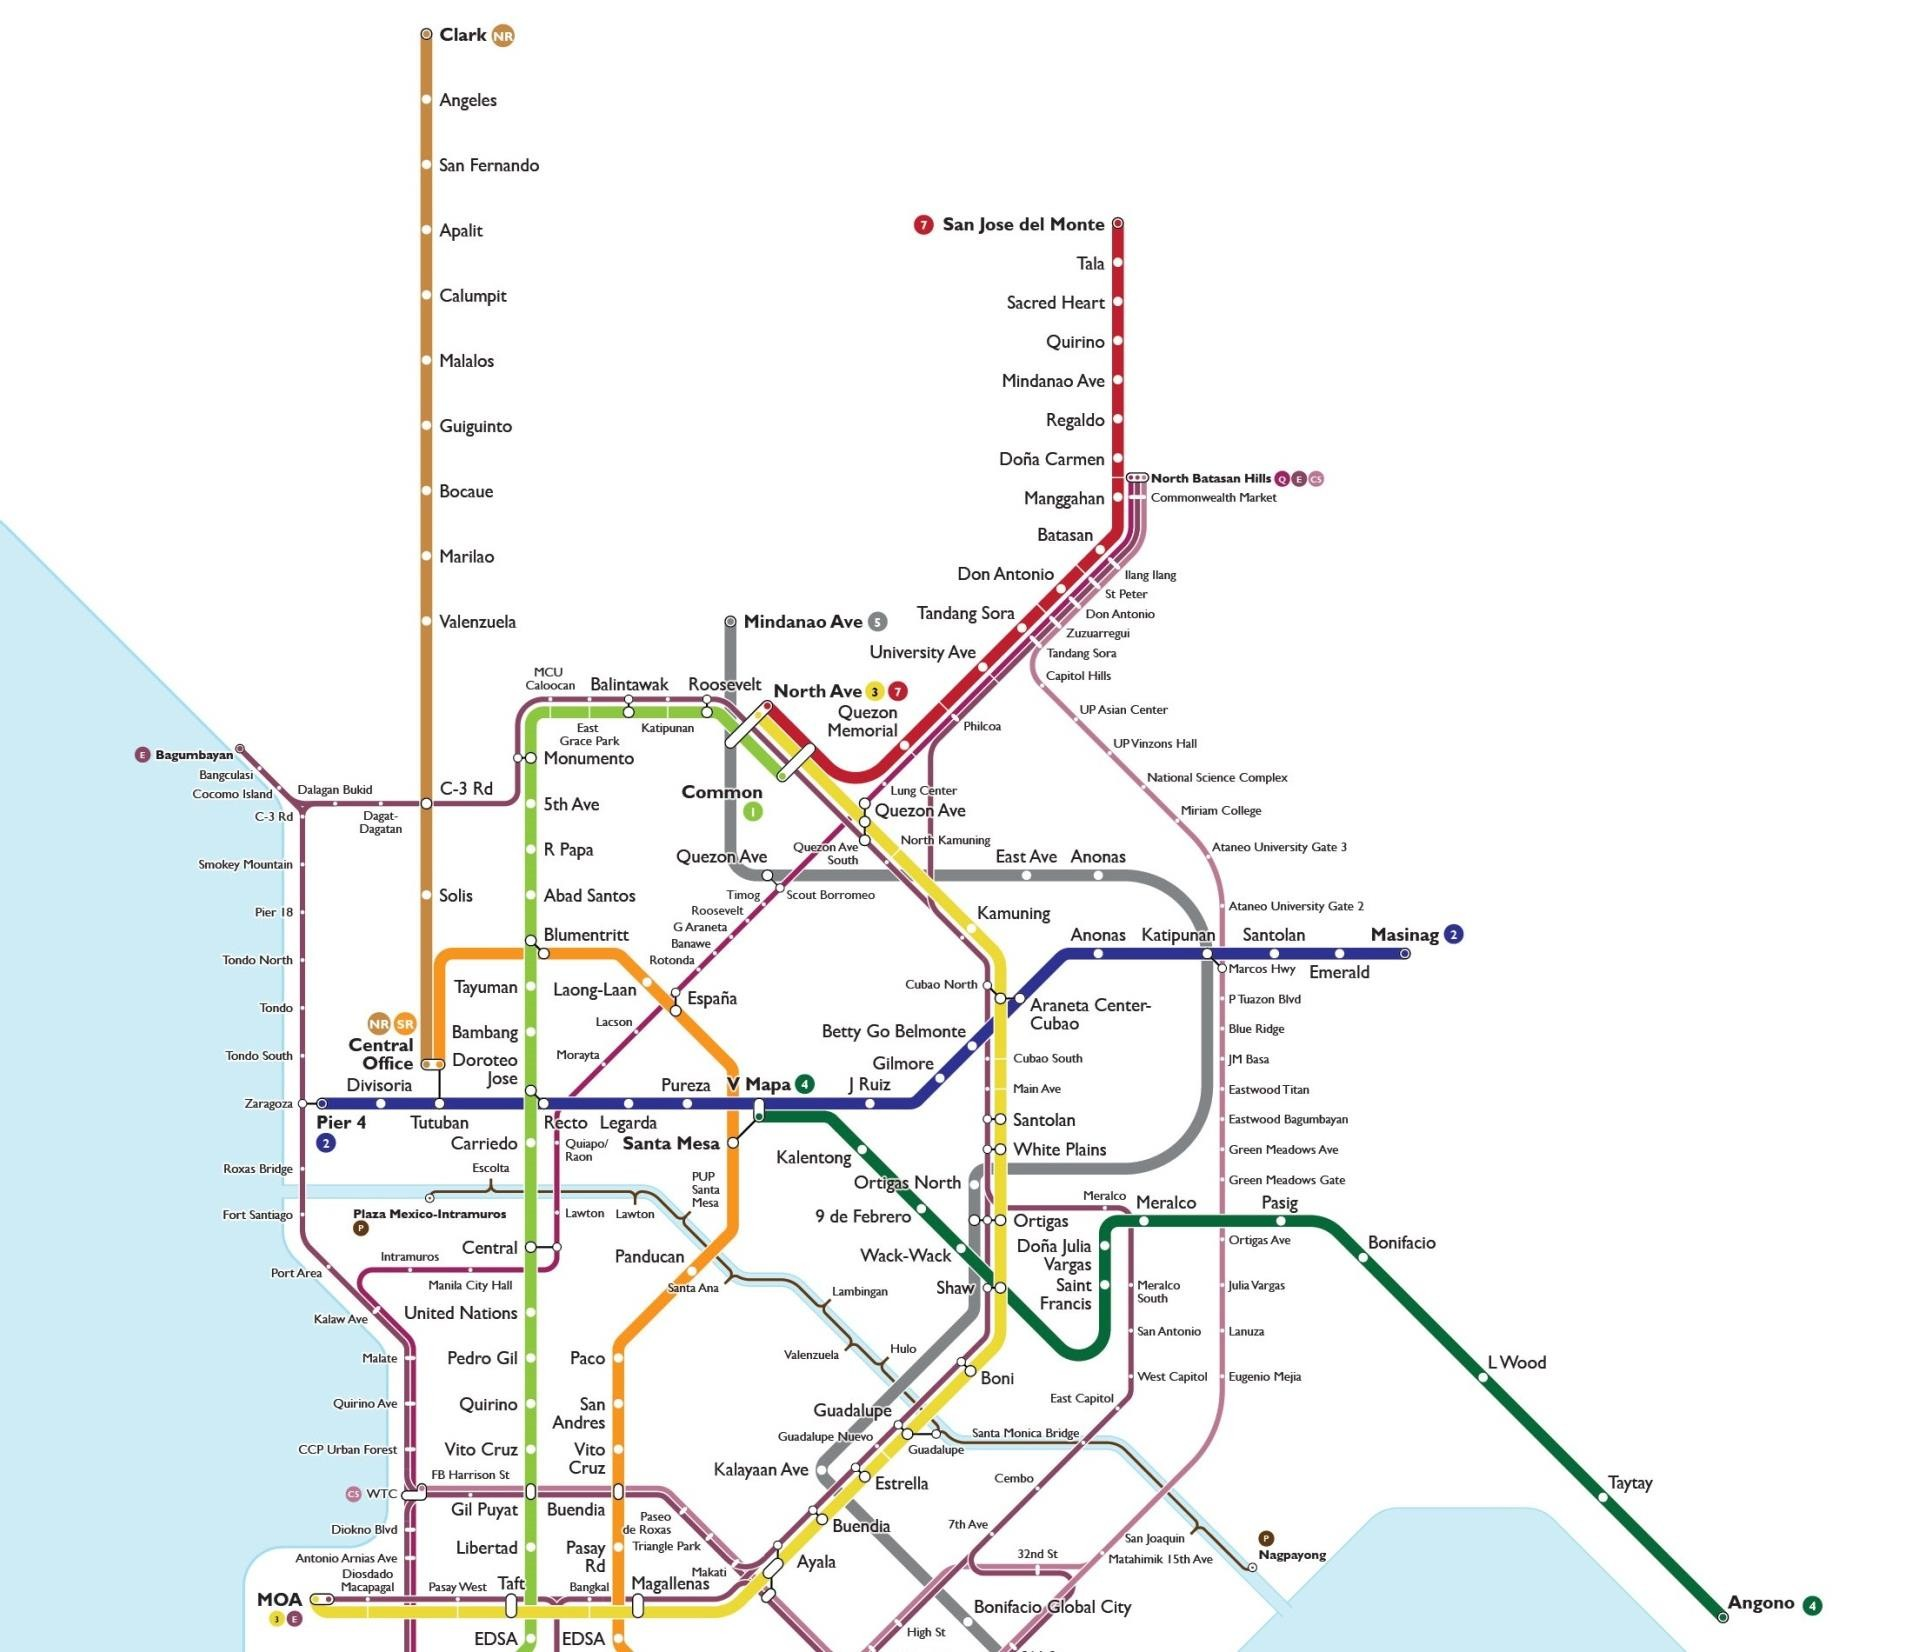 Clark NR
Angeles
San Fernando
Apalit
Calumpit
Malalos
Guiguinto
Bocaue
Marilao
Valenzuela
7 San Jose del Monte
Tala
Sacred Heart
Quirino
Mindanao Ave
Regaldo
Doña Carmen
Manggahan
North Batasan Hills Q E CS
Commonwealth Market
Batasan
Don Antonio
Tandang Sora
University Ave
Ilang Ilang
St Peter
Don Antonio
Zuzuarregui
Tandang Sora
Capitol Hills
UP Asian Center
UP Vinzons Hall
National Science Complex
Miriam College
Ateneo University Gate 3
Ataneo University Gate 2
Mindanao Ave 5
MCU
Caloocan
Balintawak
Roosevelt
North Ave 3 7
Quezon
Memorial
Philcoa
East
Grace Park
Katipunan
E Bagumbayan
Bangculasi
Cocomo Island
Dalagan Bukid
C-3 Rd
Dagat-
Dagatan
C-3 Rd
Monumento
5th Ave
R Papa
Abad Santos
Common
1
Lung Center
Quezon Ave
North Kamuning
Quezon Ave
South
Quezon Ave
East Ave
Anonas
Smokey Mountain
Pier 18
Tondo North
Tondo
Tondo South
Zaragoza
Solis
Timog
Scout Borromeo
Roosevelt
G Araneta
Banawe
Rotonda
Kamuning
Blumentritt
Anonas
Katipunan
Santolan
Masinag 2
Marcos Hwy
Emerald
Tayuman
Laong-Laan
España
Cubao North
Araneta Center-
Cubao
P Tuazon Blvd
NR SR
Central
Office
Bambang
Lacson
Betty Go Belmonte
Blue Ridge
Doroteo
Jose
Morayta
Gilmore
Cubao South
JM Basa
Divisoria
Pureza
V Mapa 4
J Ruiz
Main Ave
Eastwood Titan
Pier 4
2
Tutuban
Recto
Legarda
Santolan
Eastwood Bagumbayan
Carriedo
Quiapo/
Raon
Santa Mesa
Kalentong
White Plains
Green Meadows Ave
Roxas Bridge
Escolta
PUP
Santa
Mesa
Ortigas North
Green Meadows Gate
Fort Santiago
Plaza Mexico-Intramuros
P
Lawton
Lawton
9 de Febrero
Ortigas
Meralco
Meralco
Pasig
Central
Panducan
Wack-Wack
Doña Julia
Vargas
Ortigas Ave
Bonifacio
Port Area
Intramuros
Manila City Hall
Santa Ana
Lambingan
Shaw
Saint
Francis
Meralco
South
Julia Vargas
Kalaw Ave
United Nations
San Antonio
Lanuza
Malate
Pedro Gil
Paco
Valenzuela
Hulo
Boni
West Capitol
Eugenio Mejia
L Wood
Quirino Ave
Quirino
San
Andres
Guadalupe
East Capitol
CCP Urban Forest
Vito Cruz
Vito
Cruz
Guadalupe Nuevo
Guadalupe
Santa Monica Bridge
FB Harrison St
Kalayaan Ave
Estrella
Cembo
Taytay
CS WTC
Gil Puyat
Buendia
Paseo
de Roxas
Buendia
7th Ave
Diokno Blvd
Libertad
Pasay
Rd
Triangle Park
San Joaquin
P
Nagpayong
Antonio Arnias Ave
Diosdado
Macapagal
Makati
Ayala
32nd St
Matahimik 15th Ave
MOA
3 E
Pasay West
Taft
Bangkal
Magallenas
Bonifacio Global City
Angono 4
EDSA
EDSA
High St